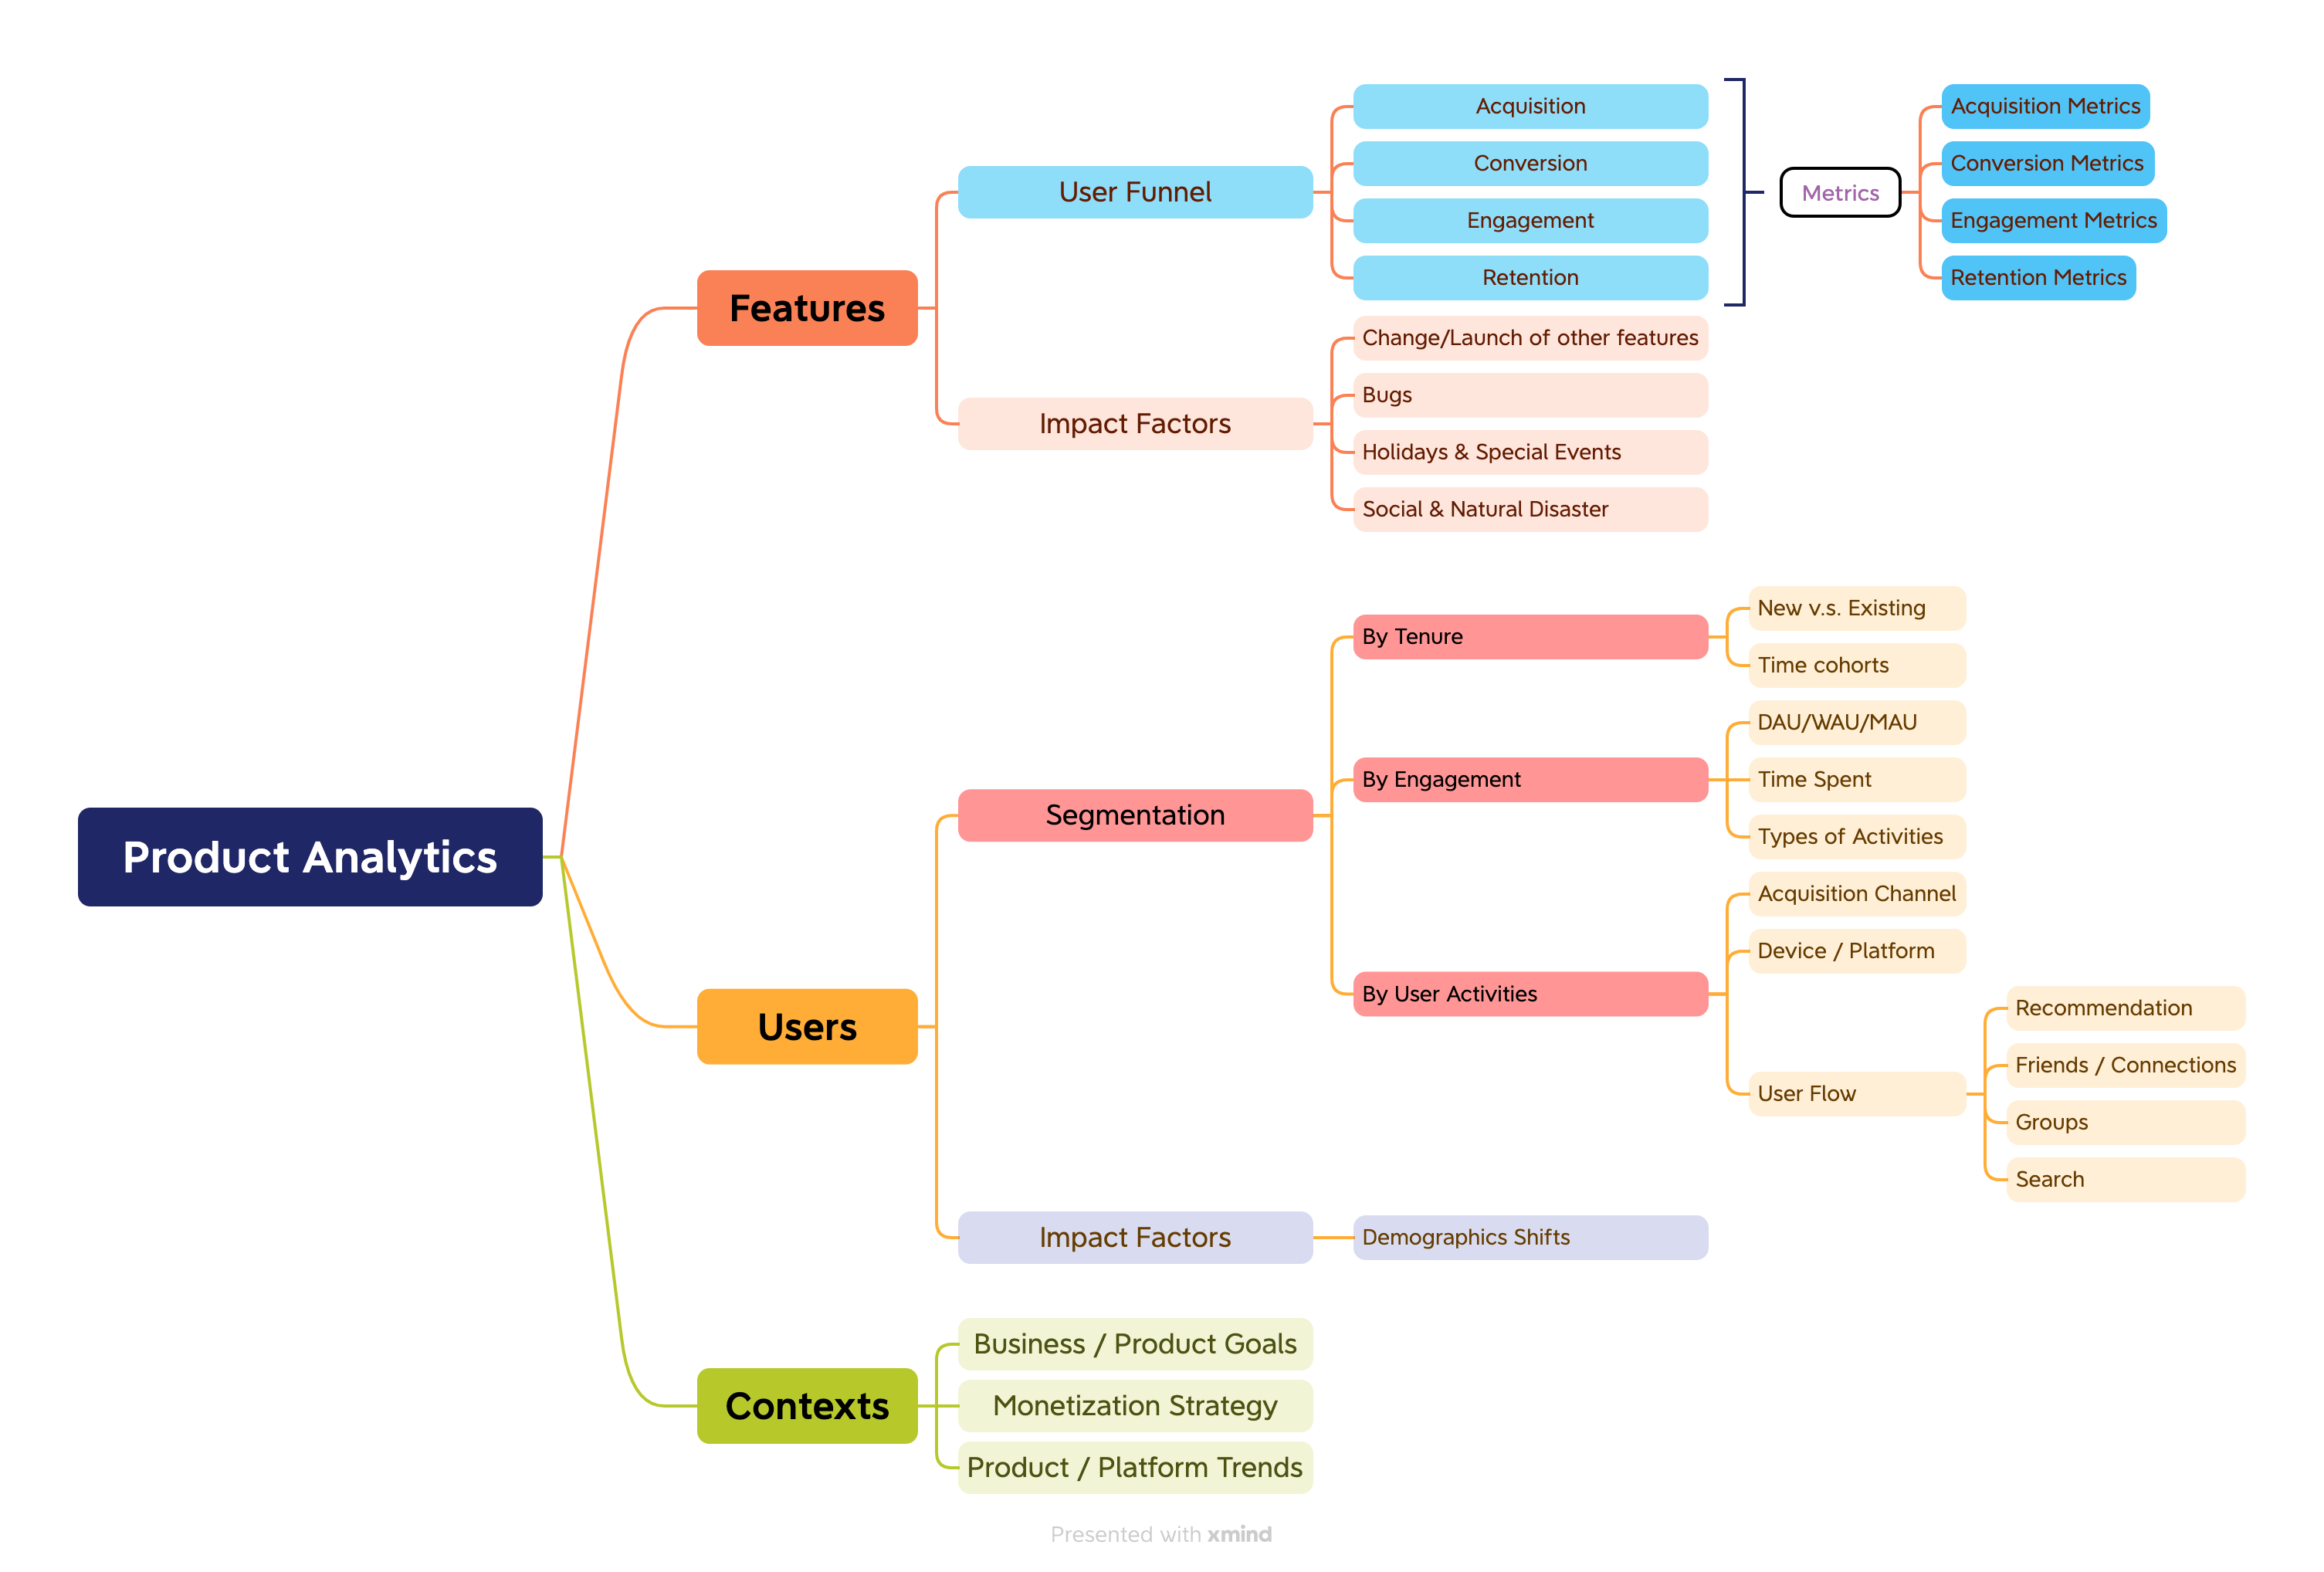 Product Analytics
Features
User Funnel
Acquisition
Conversion
Engagement
Retention
Metrics
Acquisition Metrics
Conversion Metrics
Engagement Metrics
Retention Metrics
Impact Factors
Change/Launch of other features
Bugs
Holidays & Special Events
Social & Natural Disaster
Users
Segmentation
By Tenure
New v.s. Existing
Time cohorts
By Engagement
DAU/WAU/MAU
Time Spent
Types of Activities
By User Activities
Acquisition Channel
Device / Platform
User Flow
Recommendation
Friends / Connections
Groups
Search
Impact Factors
Demographics Shifts
Contexts
Business / Product Goals
Monetization Strategy
Product / Platform Trends
Presented with xmind